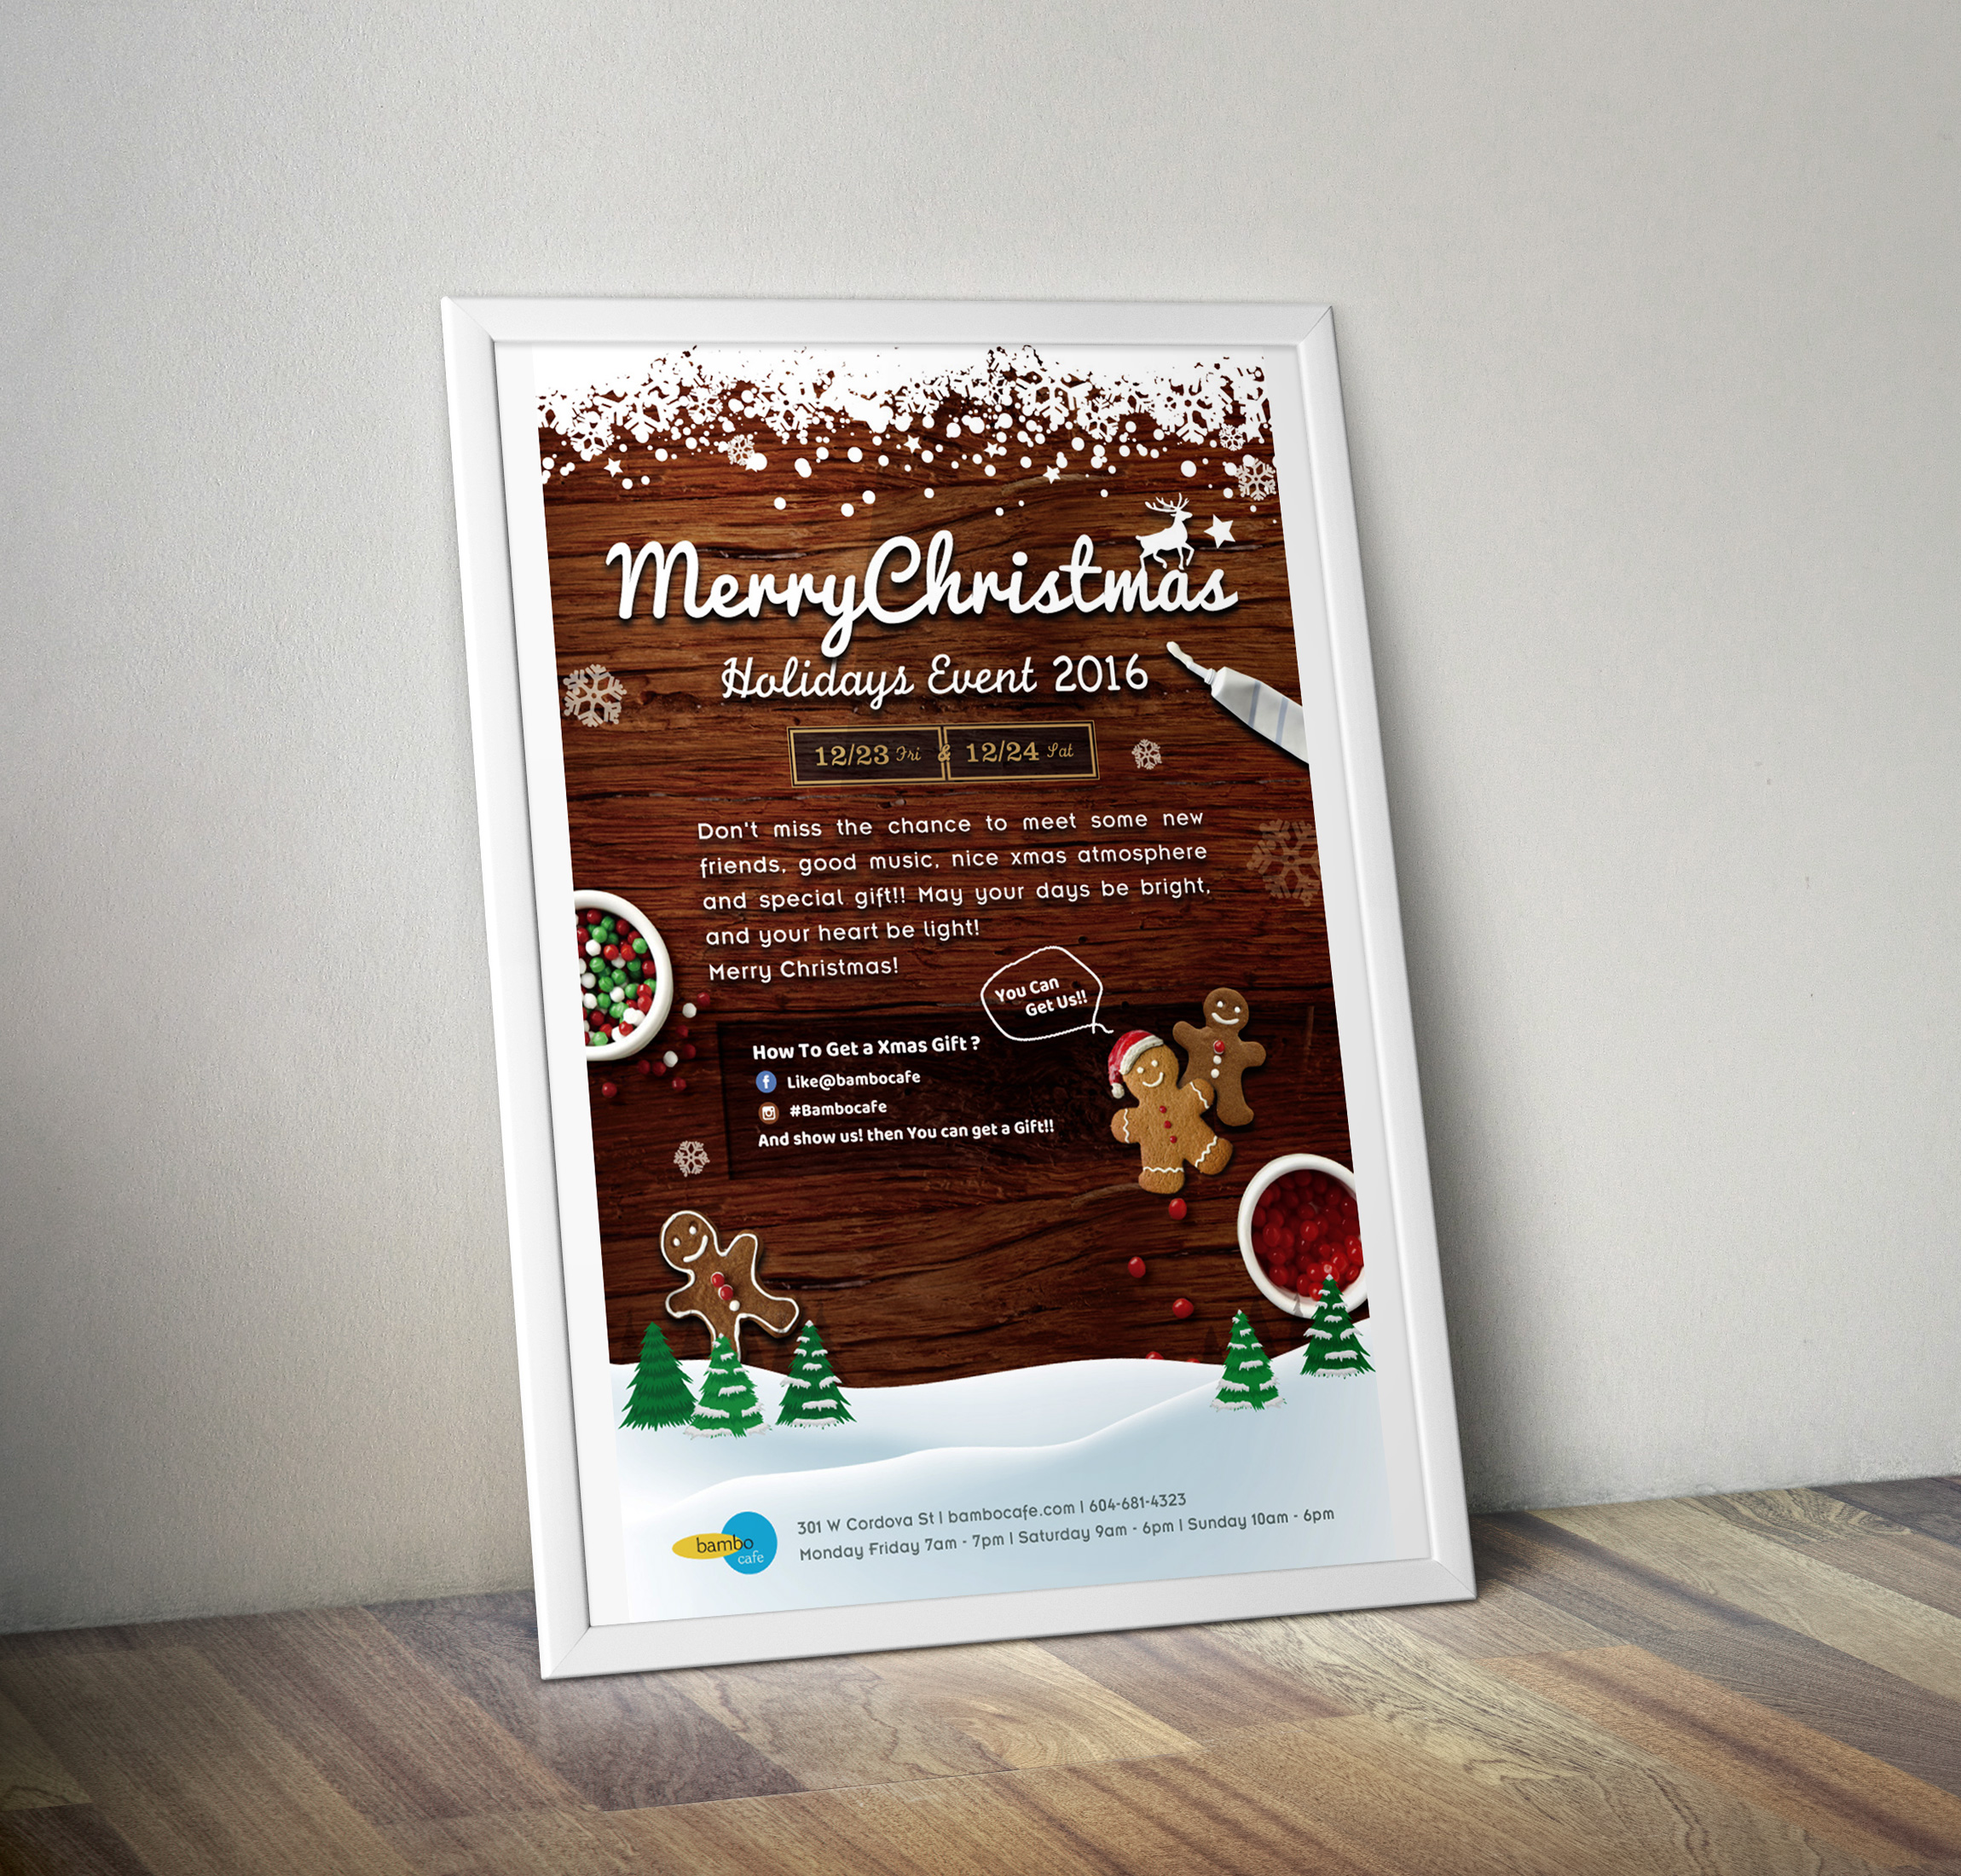 MerryChristmas
Holidays Event 2016
12/23 Fri & 12/24 Sat
Don't miss the chance to meet some new
friends, good music, nice xmas atmosphere
and special gift!! May your days be bright,
and your heart be light!
Merry Christmas!
You Can
Get Us!!
How To Get a Xmas Gift ?
f Like@bambocafe
#Bambocafe
And show us! then You can get a Gift!!
bambo
cafe
301 W Cordova St | bambocafe.com | 604-681-4323
Monday Friday 7am - 7pm | Saturday 9am - 6pm | Sunday 10am - 6pm